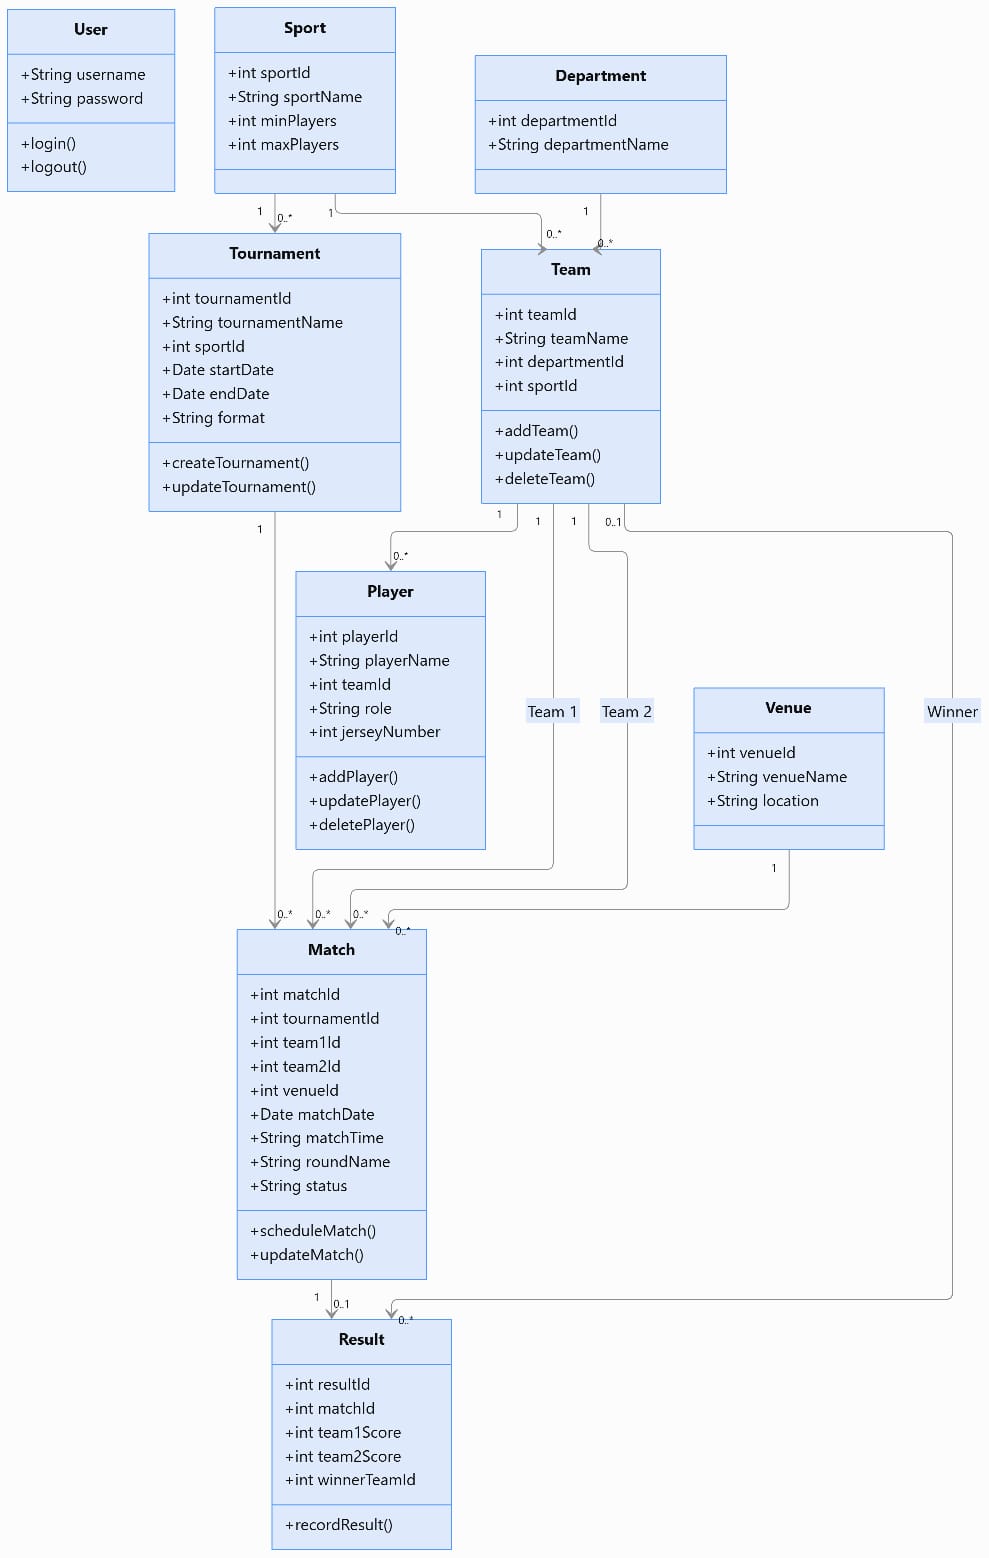 User
+String username
+String password
+login()
+logout()
Sport
+int sportId
+String sportName
+int minPlayers
+int maxPlayers
Department
+int departmentId
+String departmentName
1
0..*
1
0..*
1
0..*
Tournament
+int tournamentId
+String tournamentName
+int sportId
+Date startDate
+Date endDate
+String format
+createTournament()
+updateTournament()
Team
+int teamId
+String teamName
+int departmentId
+int sportId
+addTeam()
+updateTeam()
+deleteTeam()
1
1
1
1
0..1
0..*
Player
+int playerId
+String playerName
+int teamId
+String role
+int jerseyNumber
+addPlayer()
+updatePlayer()
+deletePlayer()
Team 1
Team 2
Venue
+int venueId
+String venueName
+String location
Winner
1
0..*
0..*
0..*
0..*
Match
+int matchId
+int tournamentId
+int team1Id
+int team2Id
+int venueId
+Date matchDate
+String matchTime
+String roundName
+String status
+scheduleMatch()
+updateMatch()
1
0..1
0..*
Result
+int resultId
+int matchId
+int team1Score
+int team2Score
+int winnerTeamId
+recordResult()